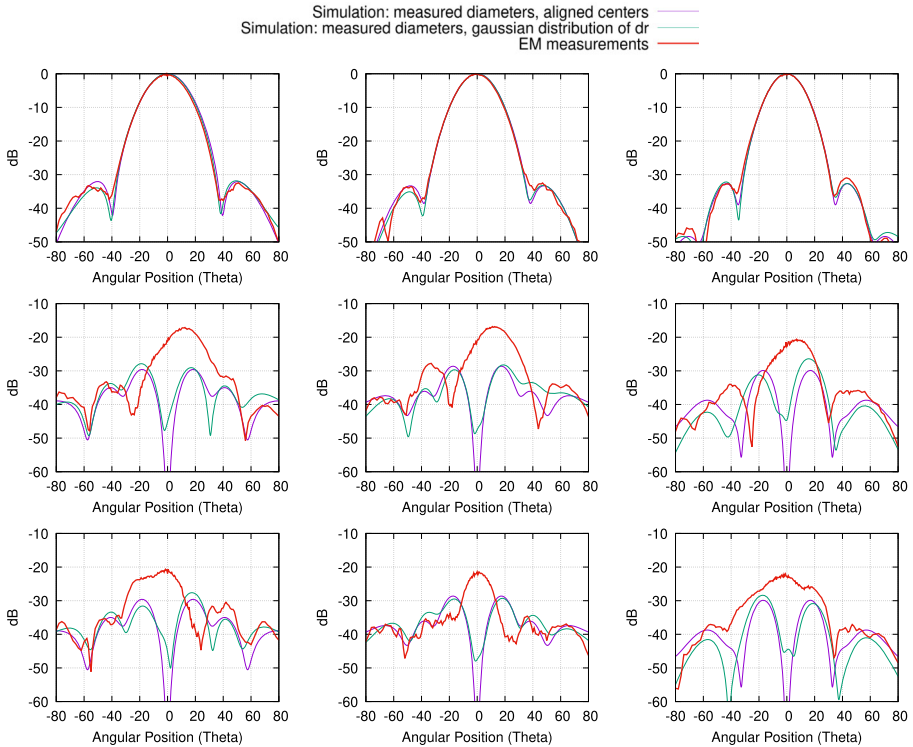 Simulation: measured diameters, aligned centers
Simulation: measured diameters, gaussian distribution of dr
EM measurements
0 0 0
-10 -10 -10
-20 -20 -20
dB dB dB
-30 -30 -30
-40 -40 -40
-50 -50 -50
-80 -60 -40 -20 0 20 40 60 80 -80 -60 -40 -20 0 20 40 60 80 -80 -60 -40 -20 0 20 40 60 80
Angular Position (Theta) Angular Position (Theta) Angular Position (Theta)
-10 -10 -10
-20 -20 -20
-30 -30 -30
dB dB dB
-40 -40 -40
-50 -50 -50
-60 -60 -60
-80 -60 -40 -20 0 20 40 60 80 -80 -60 -40 -20 0 20 40 60 80 -80 -60 -40 -20 0 20 40 60 80
Angular Position (Theta) Angular Position (Theta) Angular Position (Theta)
-10 -10 -10
-20 -20 -20
-30 -30 -30
dB dB dB
-40 -40 -40
-50 -50 -50
-60 -60 -60
-80 -60 -40 -20 0 20 40 60 80 -80 -60 -40 -20 0 20 40 60 80 -80 -60 -40 -20 0 20 40 60 80
Angular Position (Theta) Angular Position (Theta) Angular Position (Theta)